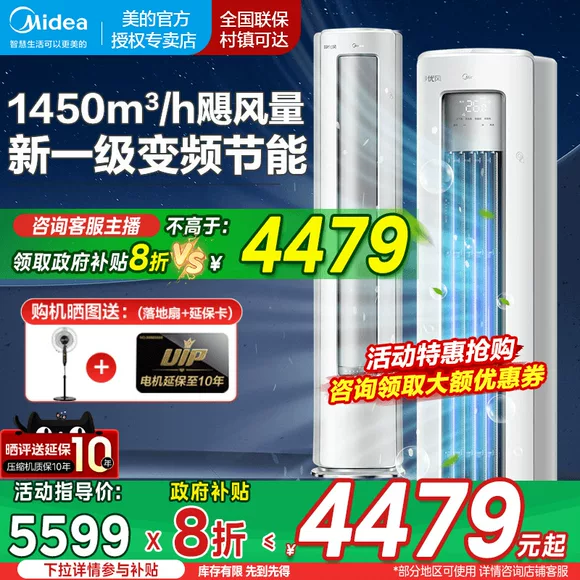 Midea
智慧生活可以更美的
美的官方
授权专卖店
全国联保
村镇可达
1450m³/h飓风量
新一级变频节能
咨询客服主播
领取政府补贴8折
VS
不高于:
¥4479
购机晒图送:(落地扇+延保卡)
+
VIP
电机延保至10年
活动特惠抢购
咨询领取大额优惠券
晒评送延保
压缩机质保10年
10年
活动指导价:
5599 x
政府补贴
8折 <
¥4479元起
下拉详情参与补贴
库存有限 先到先得
*部分地区可使用 详情咨询店铺客服